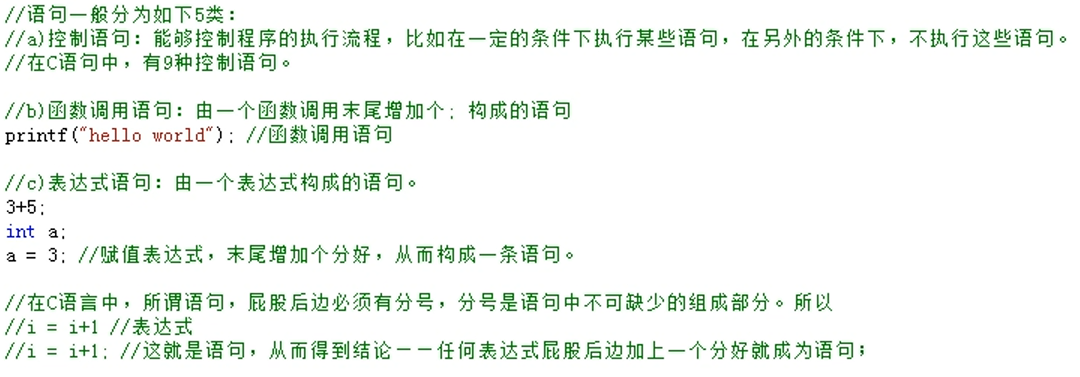 //语句一般分为如下5类：
//a)控制语句：能够控制程序的执行流程，比如在一定的条件下执行某些语句，在另外的条件下，不执行这些语句。
//在C语句中，有9种控制语句。
//b)函数调用语句：由一个函数调用末尾增加个; 构成的语句
printf("hello world"); //函数调用语句
//c)表达式语句：由一个表达式构成的语句。
3+5;
int a;
a = 3; //赋值表达式，末尾增加个分好，从而构成一条语句。
//在C语言中，所谓语句，屁股后边必须有分号，分号是语句中不可缺少的组成部分。所以
//i = i+1 //表达式
//i = i+1; //这就是语句，从而得到结论－－任何表达式屁股后边加上一个分好就成为语句；